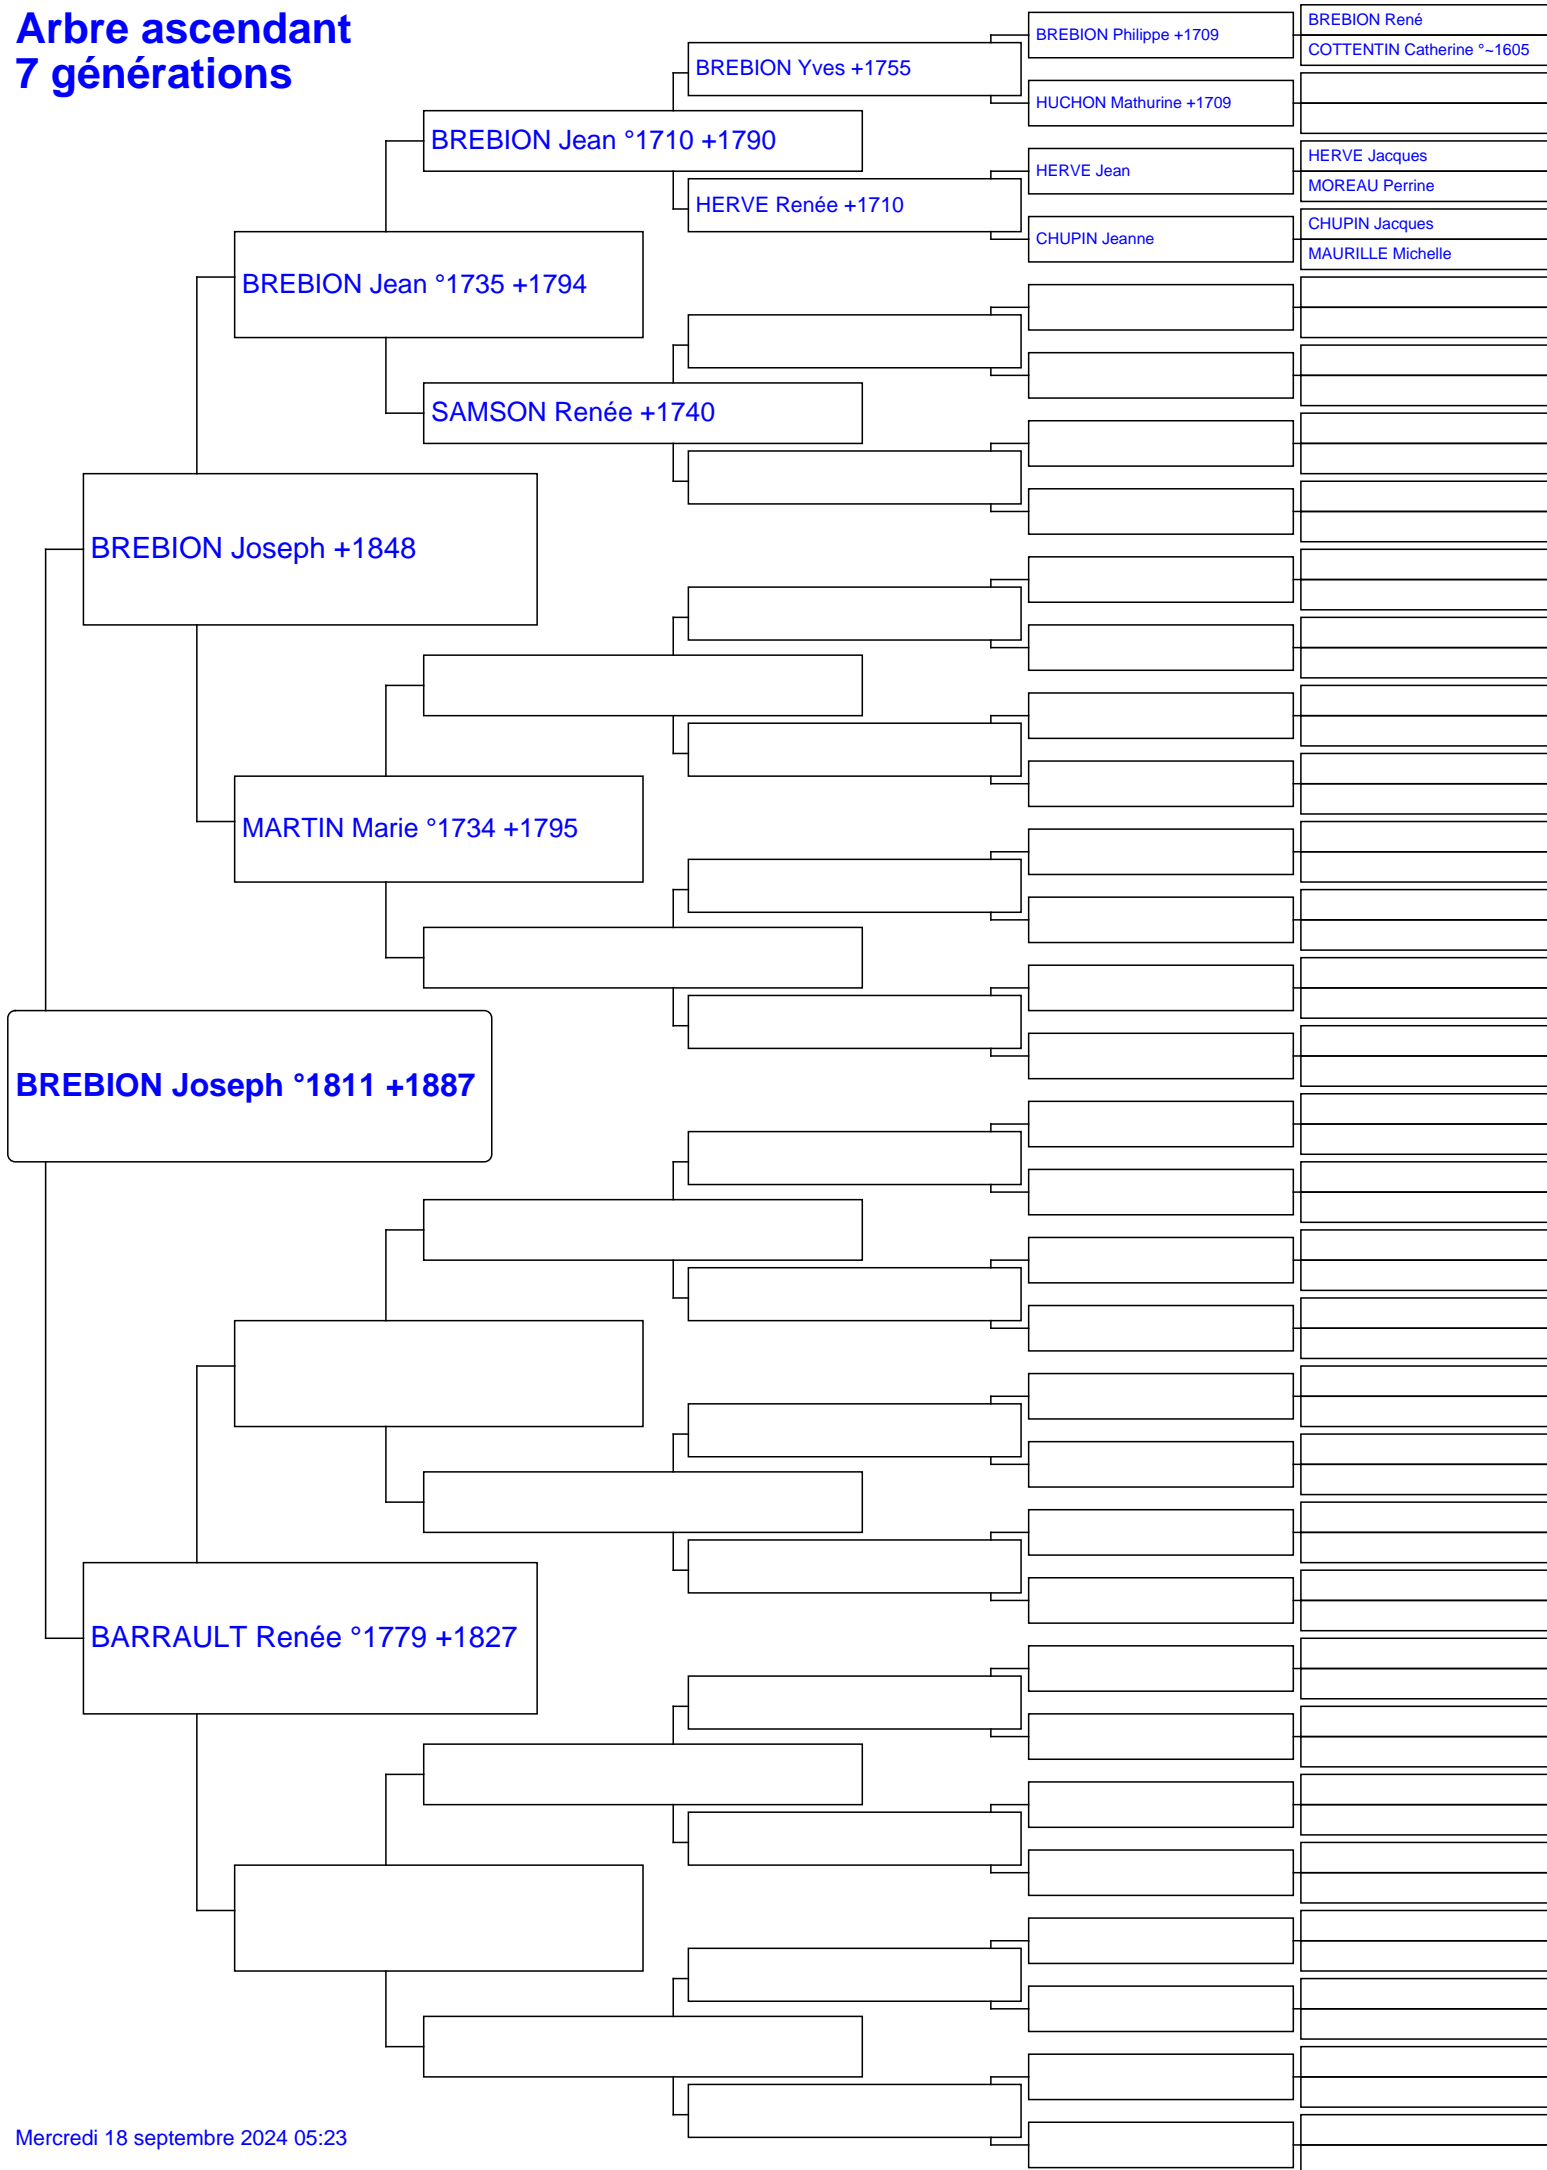 Arbre ascendant
7 générations
BREBION Joseph °1811 +1887
BREBION Joseph +1848
BARRAULT Renée °1779 +1827
BREBION Jean °1735 +1794
MARTIN Marie °1734 +1795
BREBION Jean °1710 +1790
SAMSON Renée +1740
BREBION Yves +1755
HERVE Renée +1710
BREBION Philippe +1709
HUCHON Mathurine +1709
HERVE Jean
CHUPIN Jeanne
BREBION René
COTTENTIN Catherine °~1605
HERVE Jacques
MOREAU Perrine
CHUPIN Jacques
MAURILLE Michelle
Mercredi 18 septembre 2024 05:23